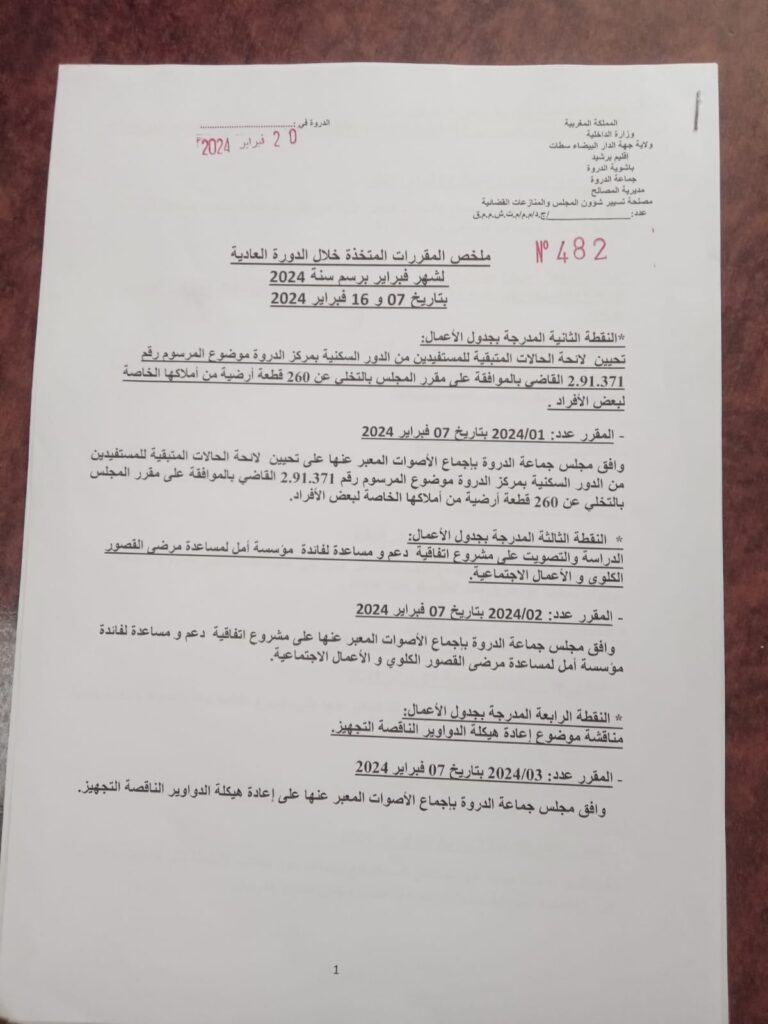 المملكة المغربية
وزارة الداخلية
ولاية جهة الدار البيضاء سطات
اقليم برشيد
باشوية الدروة
جماعة الدروة
مديرية المصالح
مصلحة تسيير شؤون المجلس والمنازعات القضائية
عدد:__________/ج.د/م.م/م.ت.ش.م.م.ق
الدروة في :..............................
20 فبراير 2024
N° 482
ملخص المقررات المتخذة خلال الدورة العادية
لشهر فبراير برسم سنة 2024
بتاريخ 07 و 16 فبراير 2024
*النقطة الثانية المدرجة بجدول الأعمال:
تحيين لائحة الحالات المتبقية للمستفيدين من الدور السكنية بمركز الدروة موضوع المرسوم رقم
2.91.371 القاضي بالموافقة على مقرر المجلس بالتخلي عن 260 قطعة أرضية من أملاكها الخاصة
لبعض الأفراد .
- المقرر عدد: 2024/01 بتاريخ 07 فبراير 2024
وافق مجلس جماعة الدروة بإجماع الأصوات المعبر عنها على تحيين لائحة الحالات المتبقية للمستفيدين
من الدور السكنية بمركز الدروة موضوع المرسوم رقم 2.91.371 القاضي بالموافقة على مقرر المجلس
بالتخلي عن 260 قطعة أرضية من أملاكها الخاصة لبعض الأفراد.
* النقطة الثالثة المدرجة بجدول الأعمال:
الدراسة والتصويت على مشروع اتفاقية دعم و مساعدة لفائدة مؤسسة أمل لمساعدة مرضى القصور
الكلوي و الأعمال الاجتماعية.
- المقرر عدد: 2024/02 بتاريخ 07 فبراير 2024
وافق مجلس جماعة الدروة بإجماع الأصوات المعبر عنها على مشروع اتفاقية دعم و مساعدة لفائدة
مؤسسة أمل لمساعدة مرضى القصور الكلوي و الأعمال الاجتماعية.
* النقطة الرابعة المدرجة بجدول الأعمال:
مناقشة موضوع إعادة هيكلة الدواوير الناقصة التجهيز.
- المقرر عدد: 2024/03 بتاريخ 07 فبراير 2024
وافق مجلس جماعة الدروة بإجماع الأصوات المعبر عنها على إعادة هيكلة الدواوير الناقصة التجهيز.
1